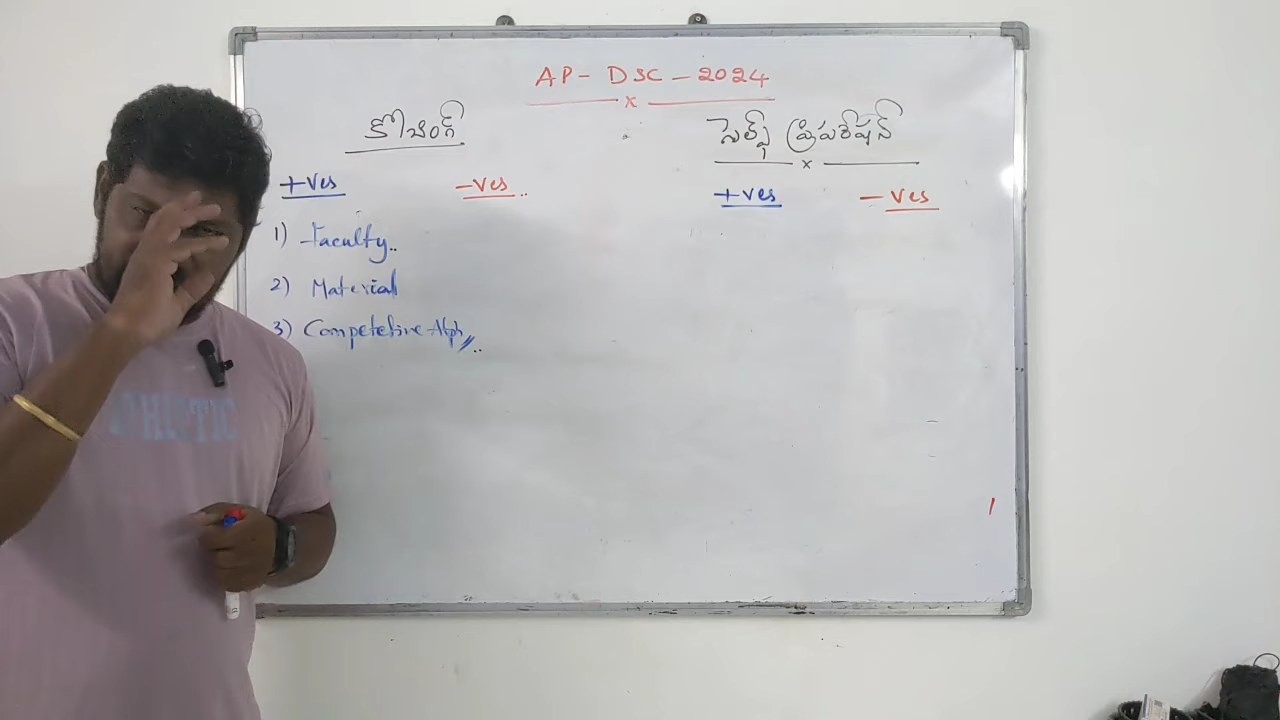 AP - DSC - 2024
కోచింగ్
సెల్ఫ్ ప్రిపరేషన్
+ves
-ves
+ves
-ves
1) Faculty..
2) Material
3) Competetive